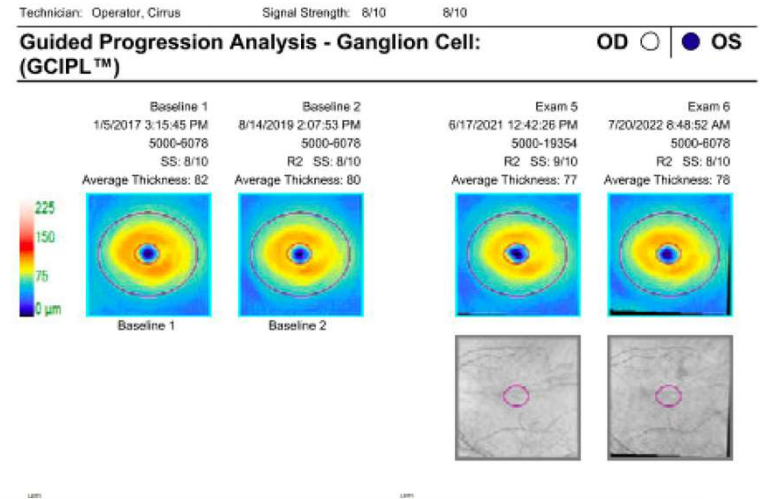 Technician: Operator, Cirrus Signal Strength: 8/10 8/10
Guided Progression Analysis - Ganglion Cell: OD OS
(GCIPL™)
Baseline 1 Baseline 2 Exam 5 Exam 6
1/5/2017 3:15:45 PM 8/14/2019 2:07:53 PM 6/17/2021 12:42:26 PM 7/20/2022 8:48:52 AM
5000-6078 5000-6078 5000-19354 5000-6078
SS: 8/10 R2 SS: 8/10 R2 SS: 9/10 R2 SS: 8/10
Average Thickness: 82 Average Thickness: 80 Average Thickness: 77 Average Thickness: 78
225
150
75
0 µm
Baseline 1 Baseline 2